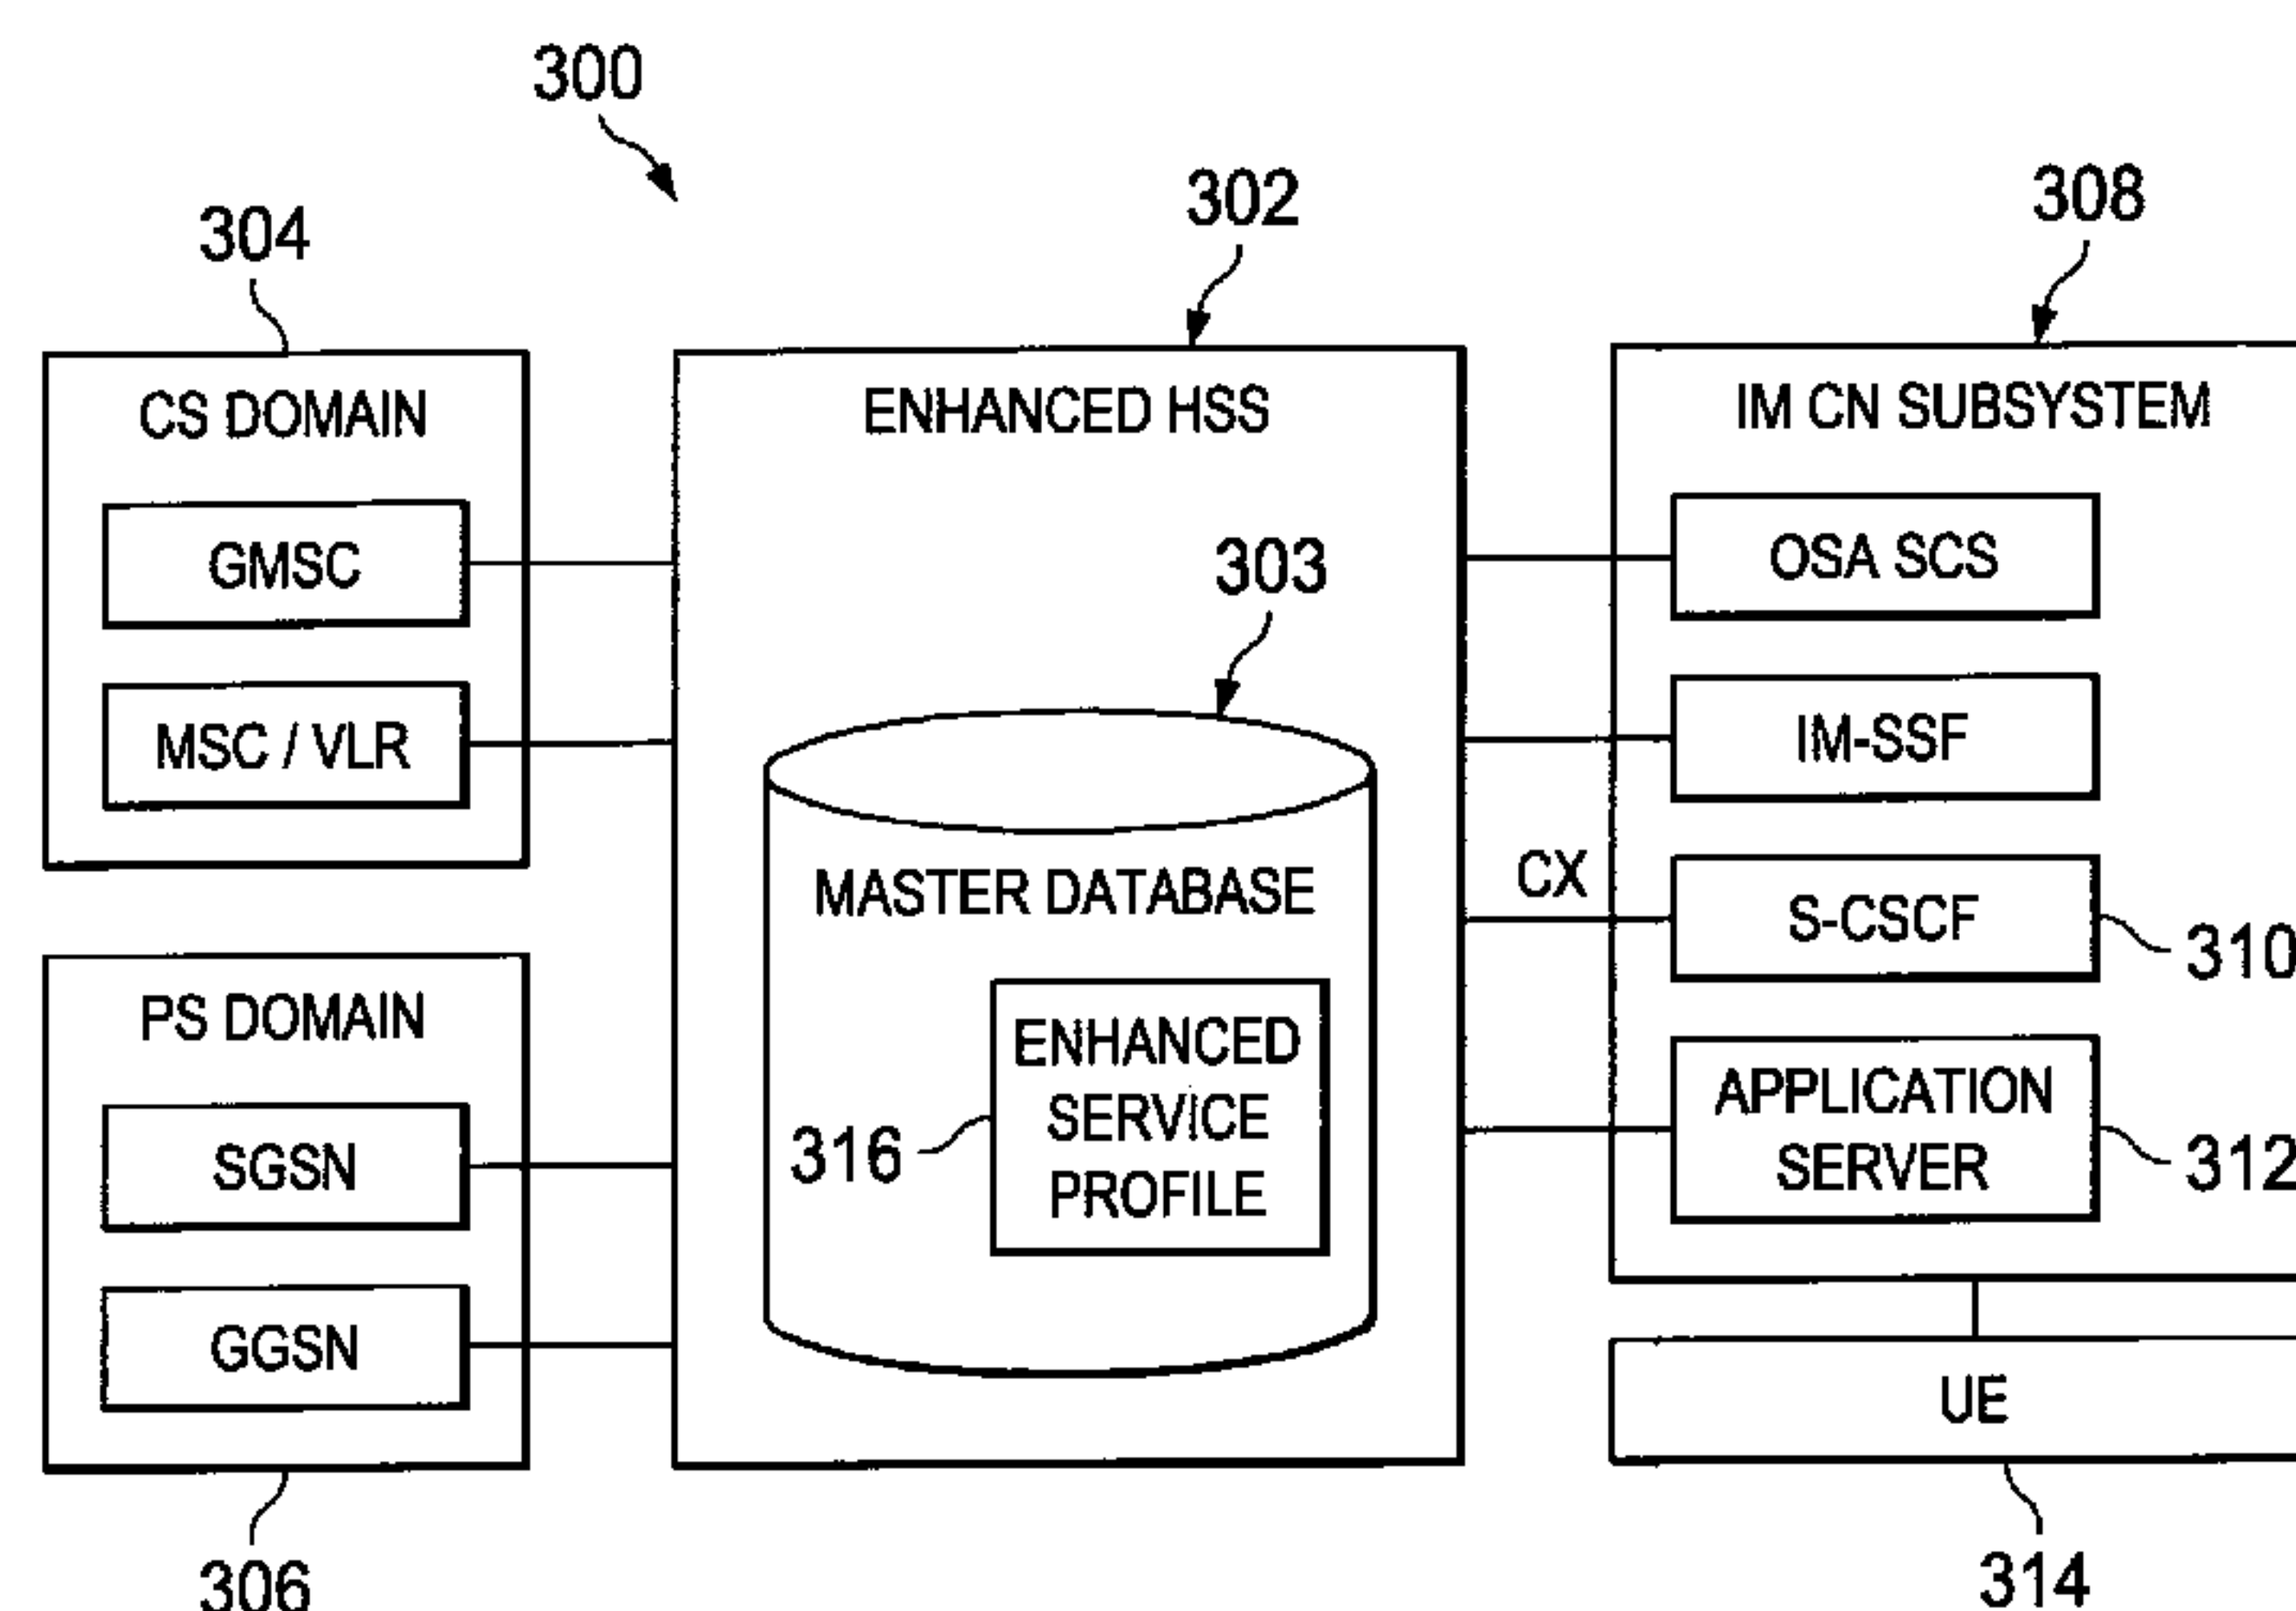 300
304
302
308
CS DOMAIN
GMSC
MSC / VLR
PS DOMAIN
SGSN
GGSN
306
ENHANCED HSS
303
MASTER DATABASE
ENHANCED
SERVICE
PROFILE
316
CX
IM CN SUBSYSTEM
OSA SCS
IM-SSF
S-CSCF
310
APPLICATION
SERVER
312
UE
314